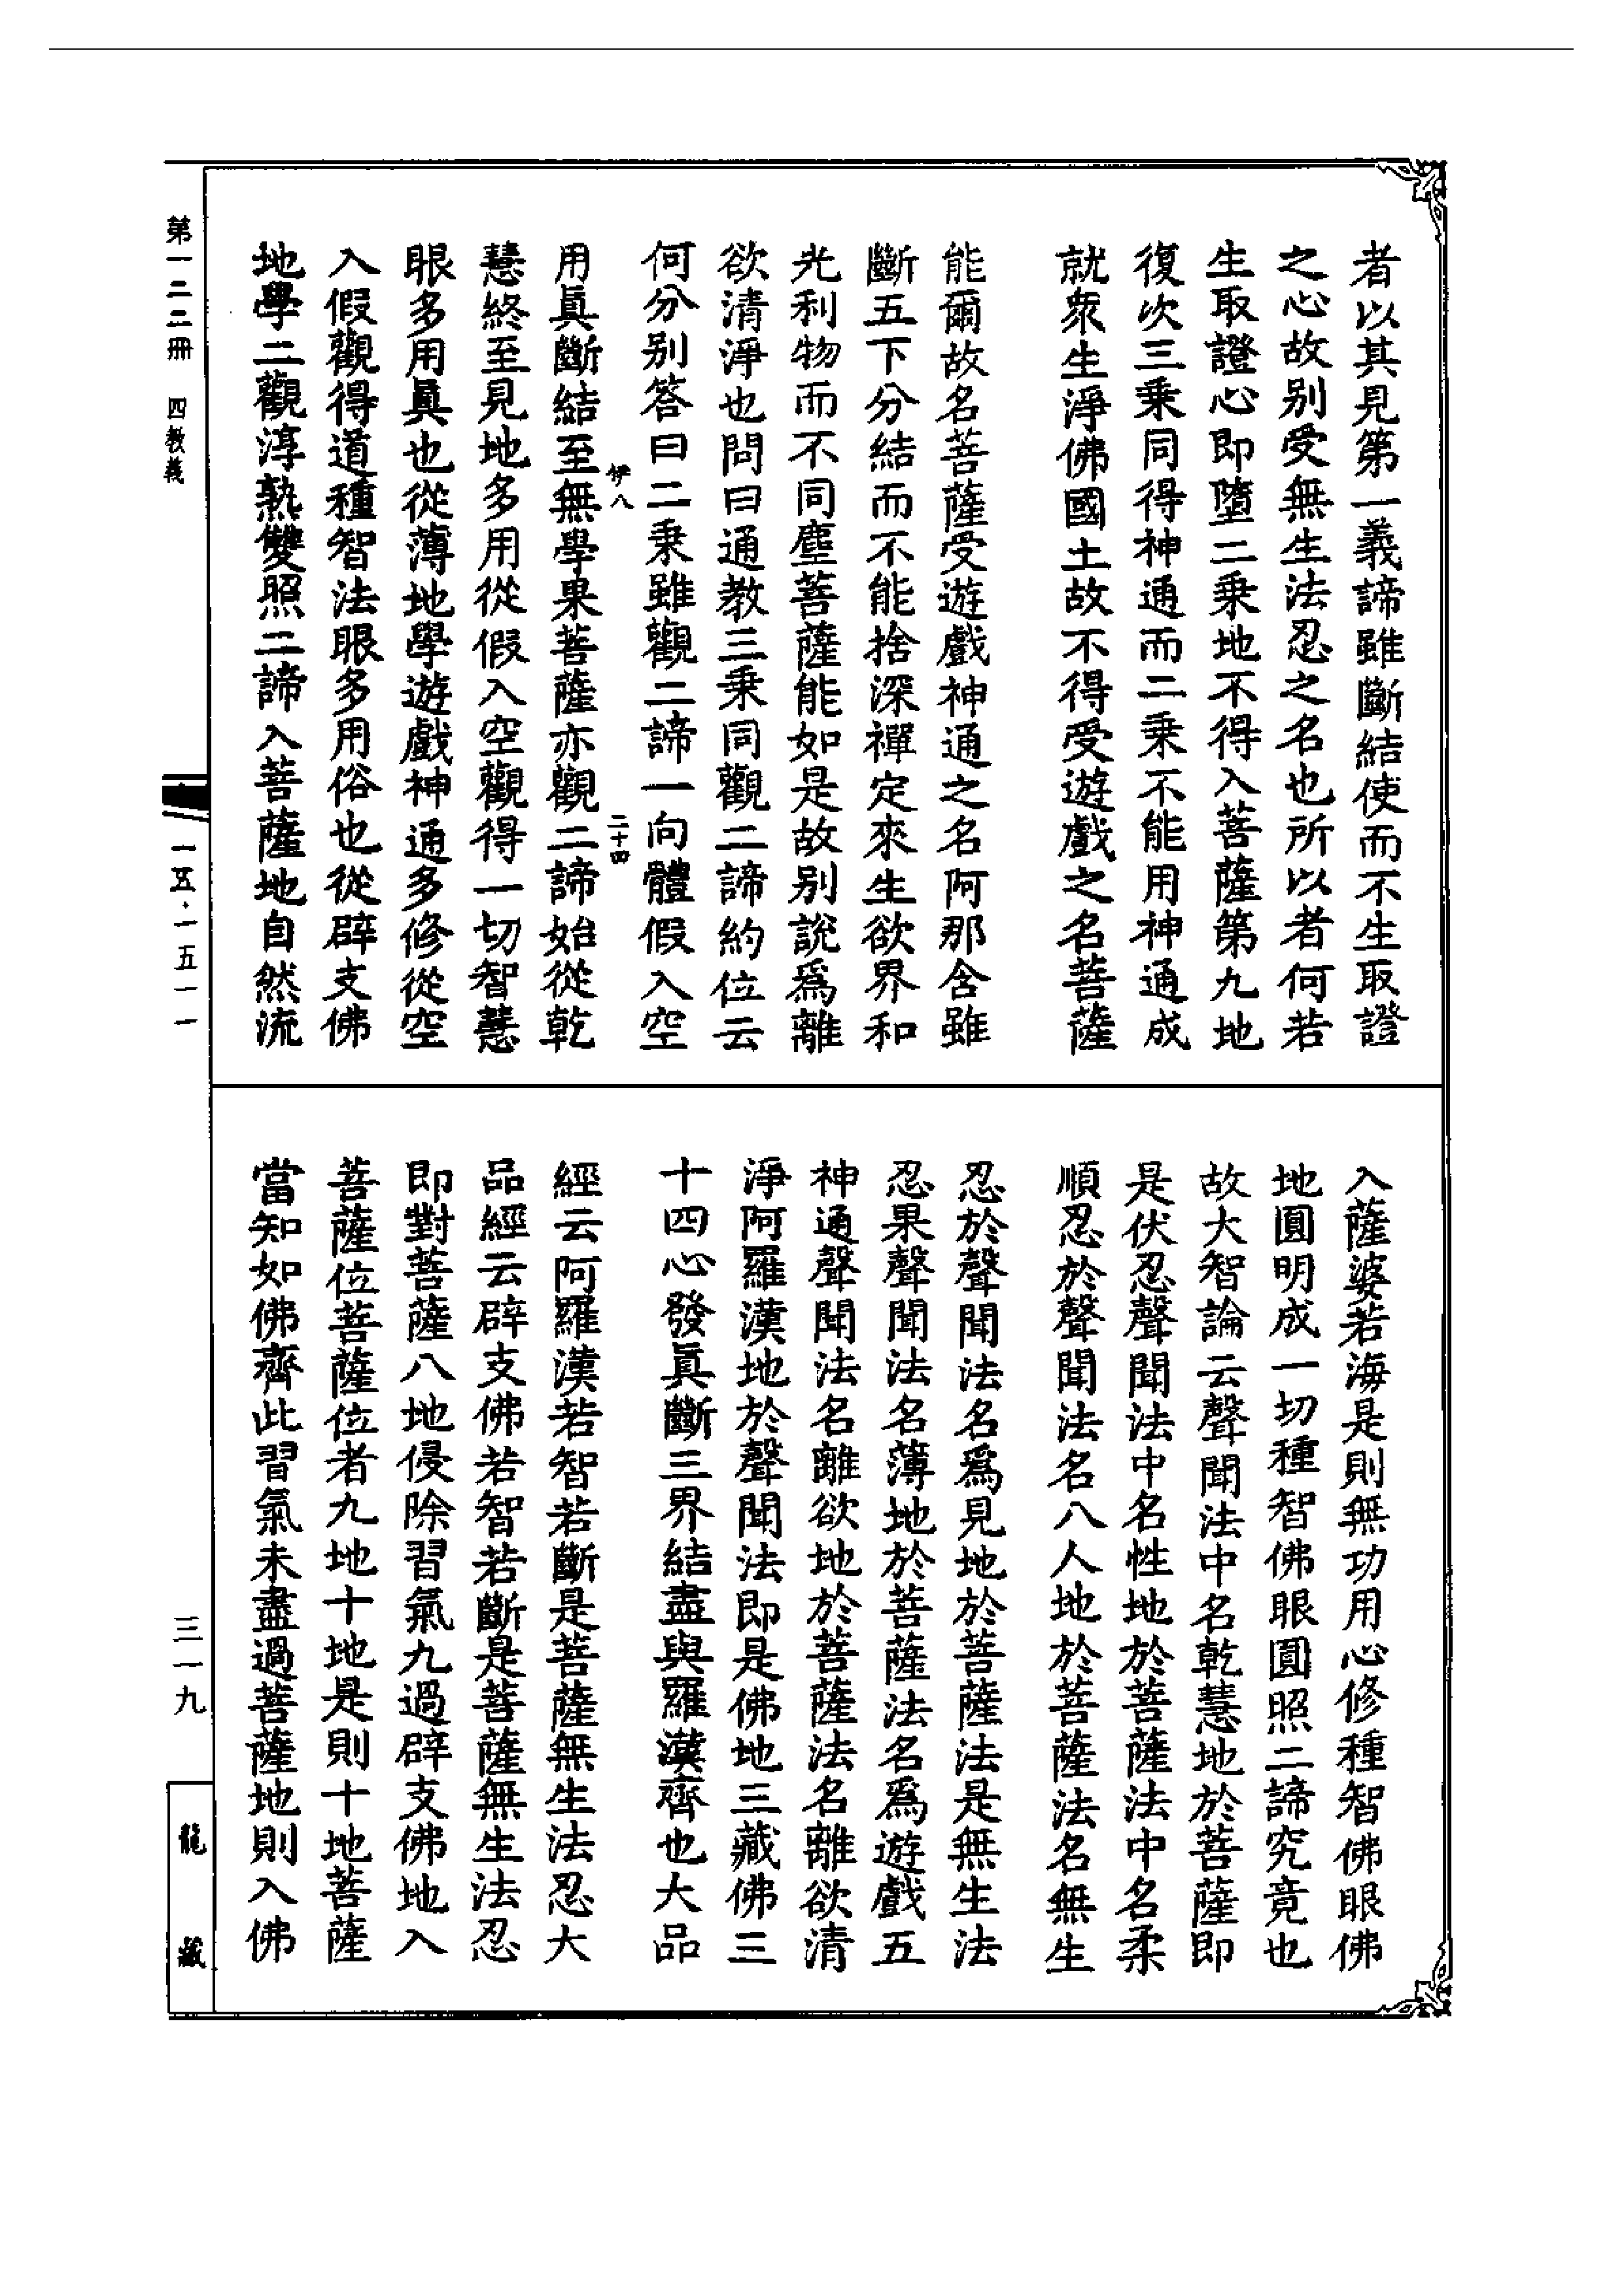 者以其見第一義諦雖斷結使而不生取證
之心故别受無生法忍之名也所以者何若
生取證心即墮二乗地不得入菩薩第九地
復次三乗同得神通而二乗不能用神通成
就衆生淨佛國土故不得受遊戲之名菩薩
能爾故名菩薩受遊戲神通之名阿那含雖
斷五下分結而不能捨深禪定來生欲界和
光利物而不同塵菩薩能如是故别說爲離
欲清淨也問曰通教三乗同觀二諦約位云
何分别答曰二乗雖觀二諦一向體假入空
伊八
二十四
用眞斷結至無學果菩薩亦觀二諦始從乾
慧終至見地多用從假入空觀得一切智慧
眼多用眞也從薄地學遊戲神通多修從空
入假觀得道種智法眼多用俗也從辟支佛
地學二觀淳熟雙照二諦入菩薩地自然流
入薩婆若海是則無功用心修種智佛眼佛
地圓明成一切種智佛眼圓照二諦究竟也
故大智論云聲聞法中名乾慧地於菩薩即
是伏忍聲聞法中名性地於菩薩法中名柔
順忍於聲聞法名八人地於菩薩法名無生
忍於聲聞法名爲見地於菩薩法是無生法
忍果聲聞法名薄地於菩薩法名爲遊戲五
神通聲聞法名離欲地於菩薩法名離欲清
淨阿羅漢地於聲聞法即是佛地三藏佛三
十四心發眞斷三界結盡與羅漢齊也大品
經云阿羅漢若智若斷是菩薩無生法忍大
品經云辟支佛若智若斷是菩薩無生法忍
即對菩薩八地侵除習氣九過辟支佛地入
菩薩位菩薩位者九地十地是則十地菩薩
當知如佛齊此習氣未盡過菩薩地則入佛
第一二二冊 四教義
一五·一五一一
三一九
龍藏